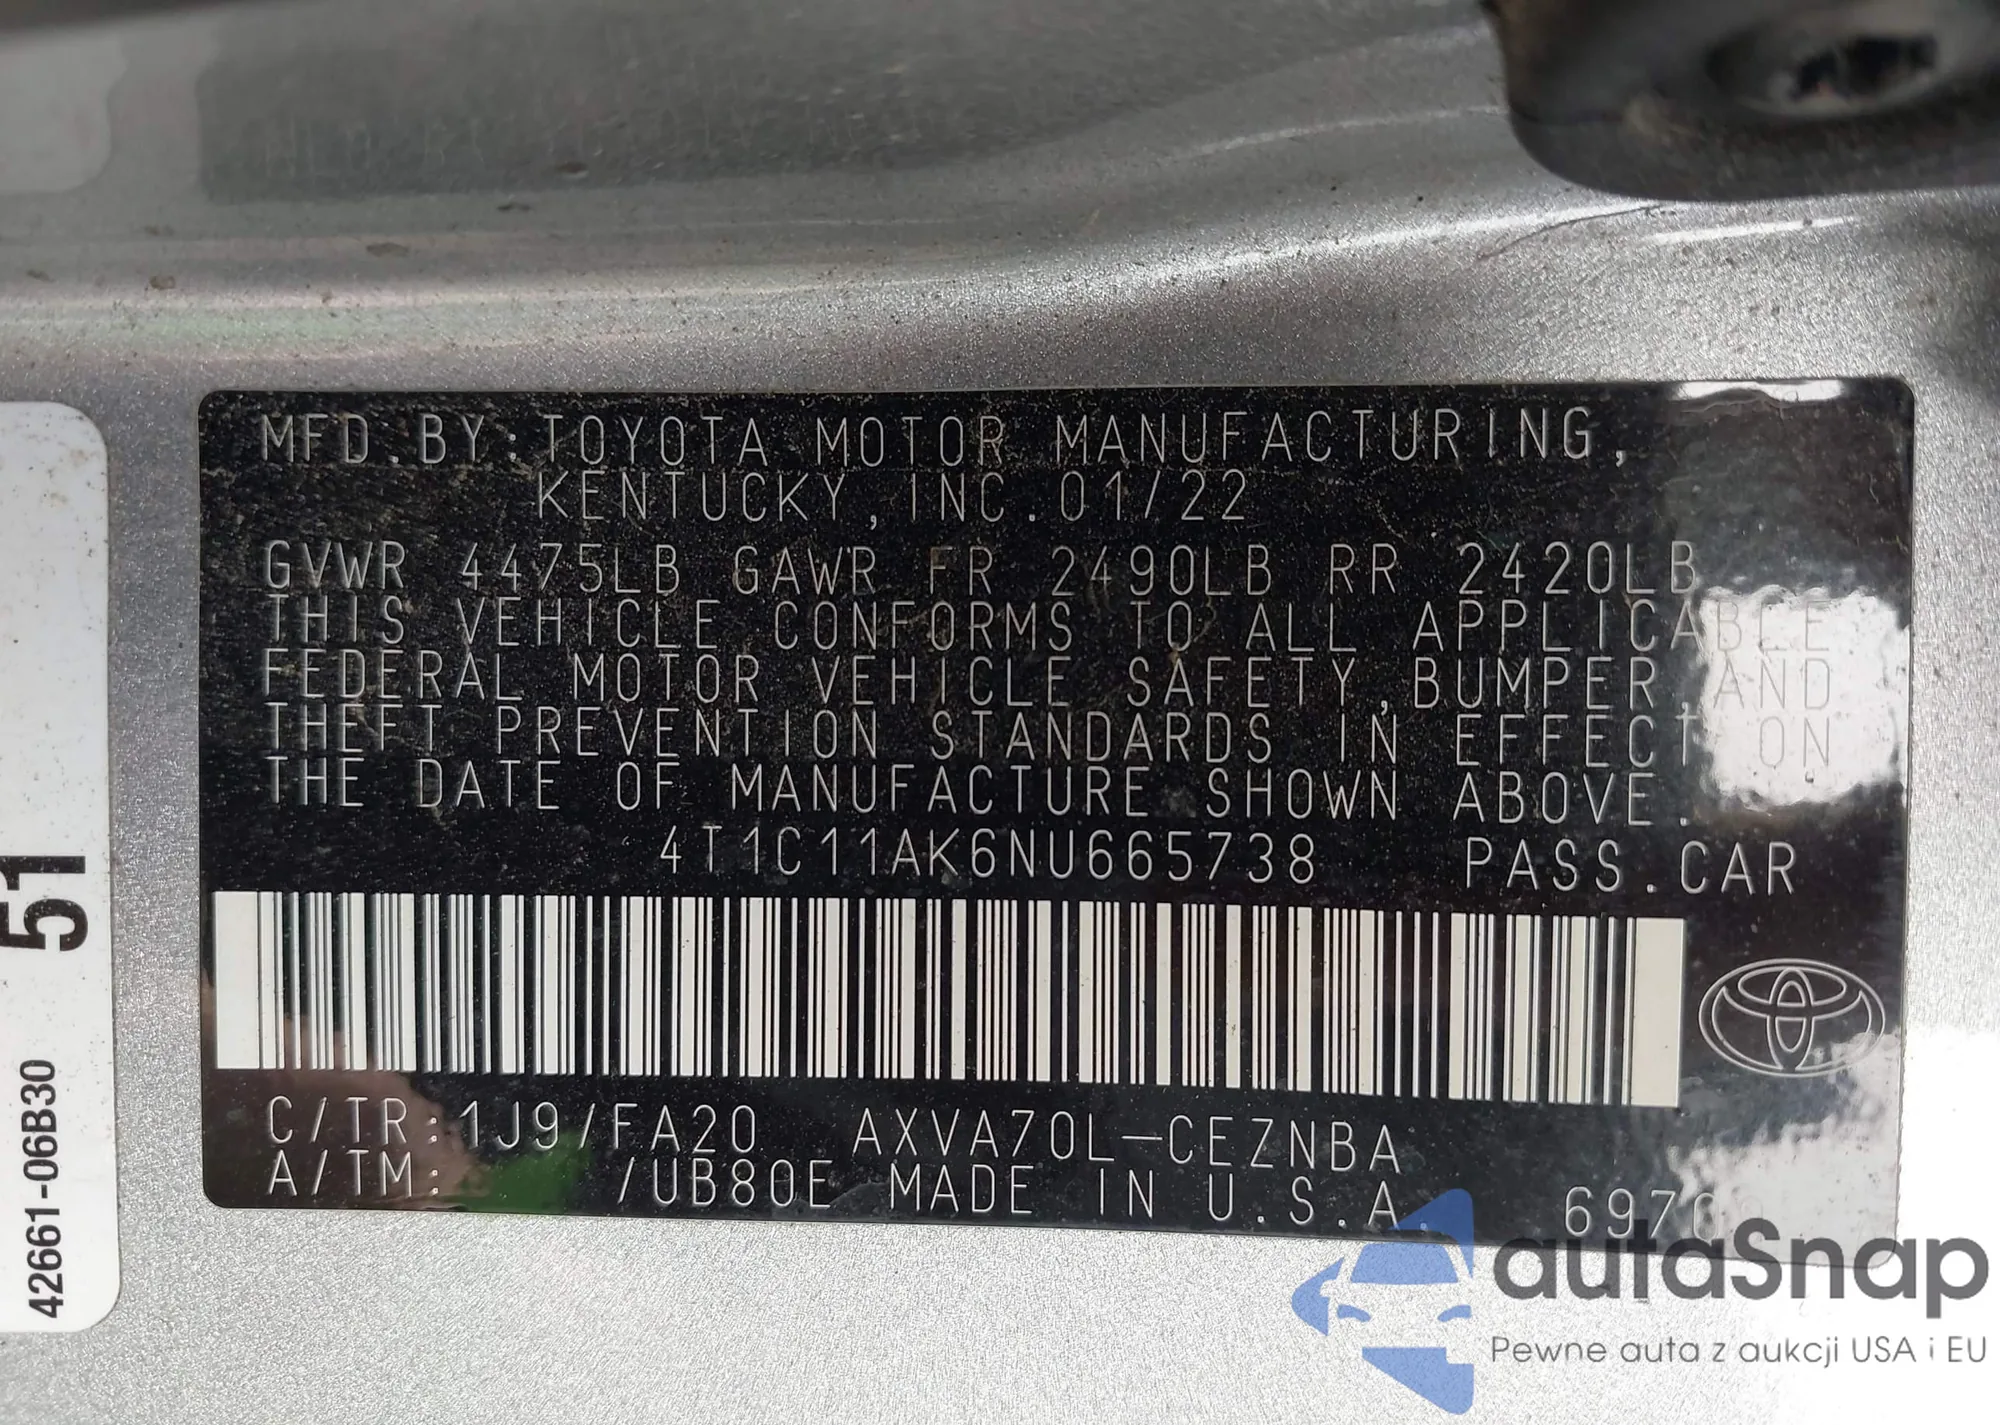 MFD.BY:TOYOTA MOTOR MANUFACTURING,
KENTUCKY, INC.01/22
GVWR 4475LB GAWR FR 2490LB RR 2420LB
THIS VEHICLE CONFORMS TO ALL APPLICABLE
FEDERAL MOTOR VEHICLE SAFETY,BUMPER,AND
THEFT PREVENTION STANDARDS IN EFFECT ON
THE DATE OF MANUFACTURE SHOWN ABOVE.
4T1C11AK6NU665738 PASS.CAR
C/TR:1J9/FA20 AXVA70L-CEZNBA
A/TM: /UB80E MADE IN U.S.A.
51
42661-06B30
autaSnap
Pewne auta z aukcji USA i EU